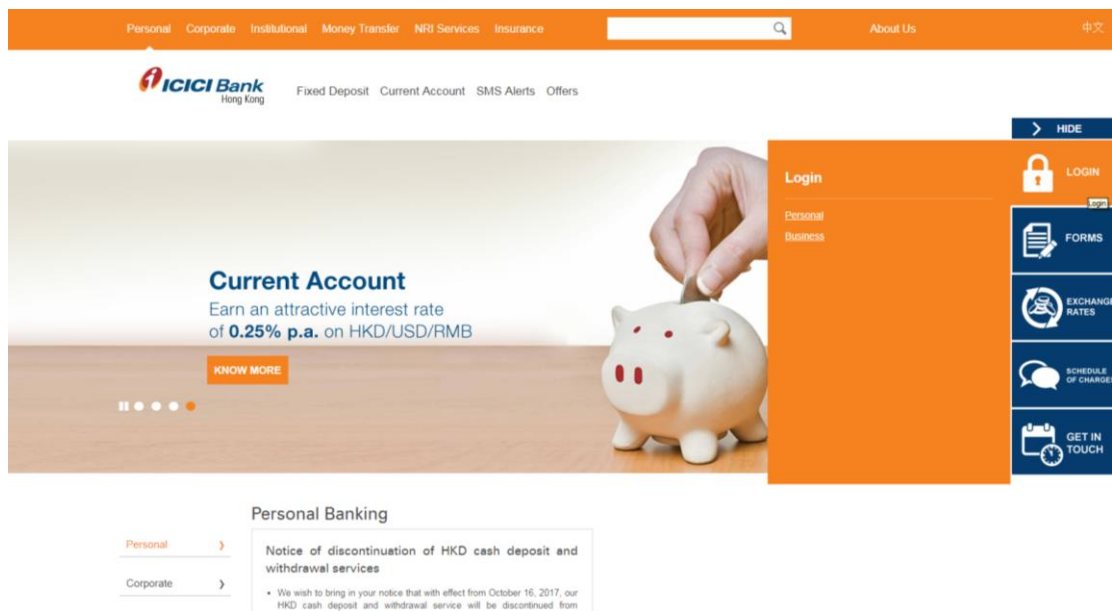 Personal Corporate Institutional Money Transfer NRI Services Insurance About Us 中文
ICICI Bank
Hong Kong
Fixed Deposit Current Account SMS Alerts Offers
HIDE
LOGIN
Login
FORMS
EXCHANGE
RATES
SCHEDULE
OF CHARGES
GET IN
TOUCH
Login
Personal
Business
Current Account
Earn an attractive interest rate
of 0.25% p.a. on HKD/USD/RMB
KNOW MORE
Personal Banking
Personal
Corporate
Notice of discontinuation of HKD cash deposit and
withdrawal services
• We wish to bring in your notice that with effect from October 16, 2017, our
HKD cash deposit and withdrawal service will be discontinued from